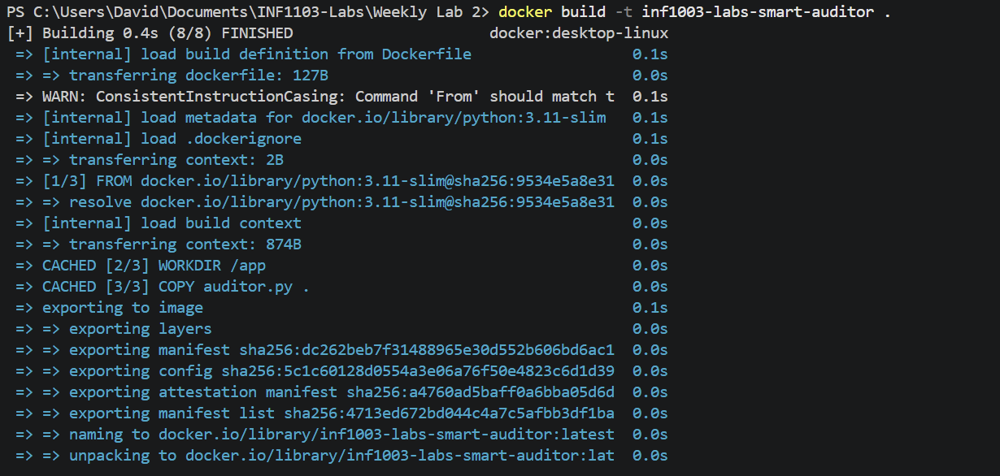 PS C:\Users\David\Documents\INF1103-Labs\Weekly Lab 2> docker build -t inf1003-labs-smart-auditor .
[+] Building 0.4s (8/8) FINISHED docker:desktop-linux
=> [internal] load build definition from Dockerfile 0.1s
=> => transferring dockerfile: 127B 0.0s
=> WARN: ConsistentInstructionCasing: Command 'From' should match t 0.1s
=> [internal] load metadata for docker.io/library/python:3.11-slim 0.1s
=> [internal] load .dockerignore 0.1s
=> => transferring context: 2B 0.0s
=> [1/3] FROM docker.io/library/python:3.11-slim@sha256:9534e5a8e31 0.0s
=> => resolve docker.io/library/python:3.11-slim@sha256:9534e5a8e31 0.0s
=> [internal] load build context 0.0s
=> => transferring context: 874B 0.0s
=> CACHED [2/3] WORKDIR /app 0.0s
=> CACHED [3/3] COPY auditor.py . 0.0s
=> exporting to image 0.1s
=> => exporting layers 0.0s
=> => exporting manifest sha256:dc262beb7f31488965e30d552b606bd6ac1 0.0s
=> => exporting config sha256:5c1c60128d0554a3e06a76f50e4823c6d1d39 0.0s
=> => exporting attestation manifest sha256:a4760ad5baff0a6bba05d6d 0.0s
=> => exporting manifest list sha256:4713ed672bd044c4a7c5afbb3df1ba 0.0s
=> => naming to docker.io/library/inf1003-labs-smart-auditor:latest 0.0s
=> => unpacking to docker.io/library/inf1003-labs-smart-auditor:lat 0.0s